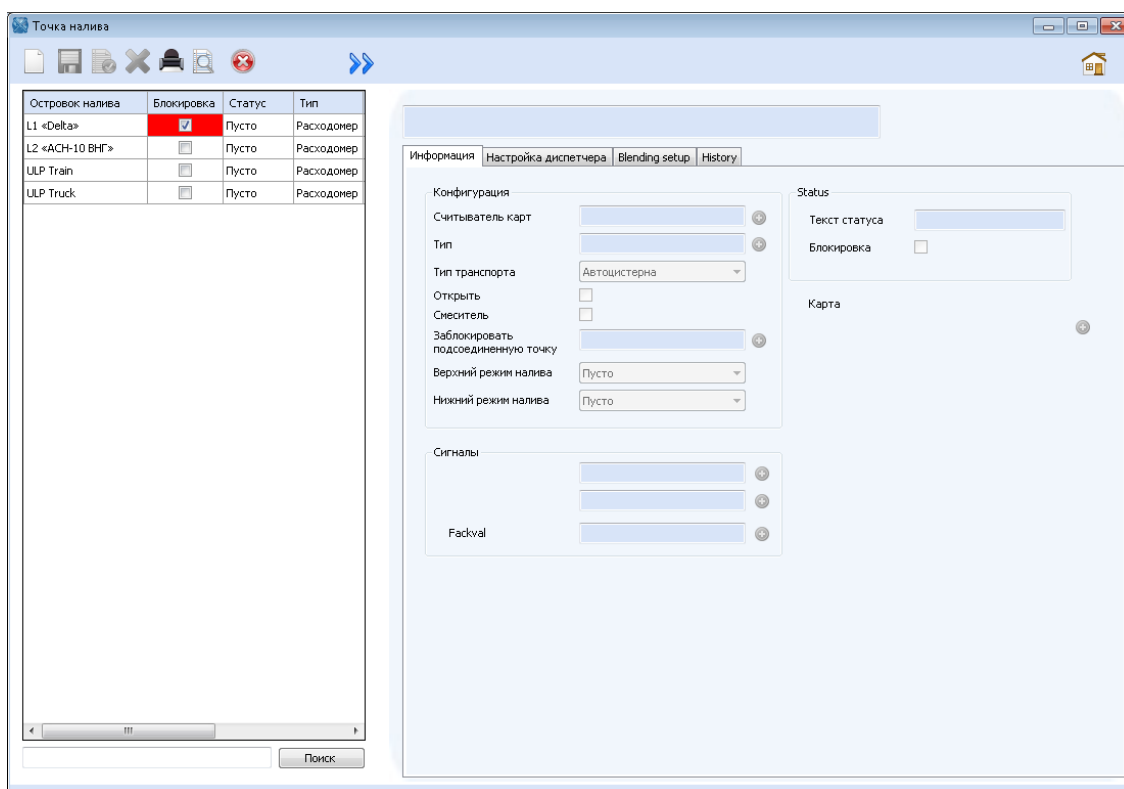 Точка налива
Островок налива Блокировка Статус Тип
L1 «Delta» Пусто Расходомер
L2 «АСН-10 ВНГ» Пусто Расходомер
ULP Train Пусто Расходомер
ULP Truck Пусто Расходомер
Поиск
Информация Настройка диспетчера Blending setup History
Конфигурация
Считыватель карт
Тип
Тип транспорта Автоцистерна
Открыть
Смеситель
Заблокировать
подсоединенную точку
Верхний режим налива Пусто
Нижний режим налива Пусто
Сигналы
Fackval
Status
Текст статуса
Блокировка
Карта